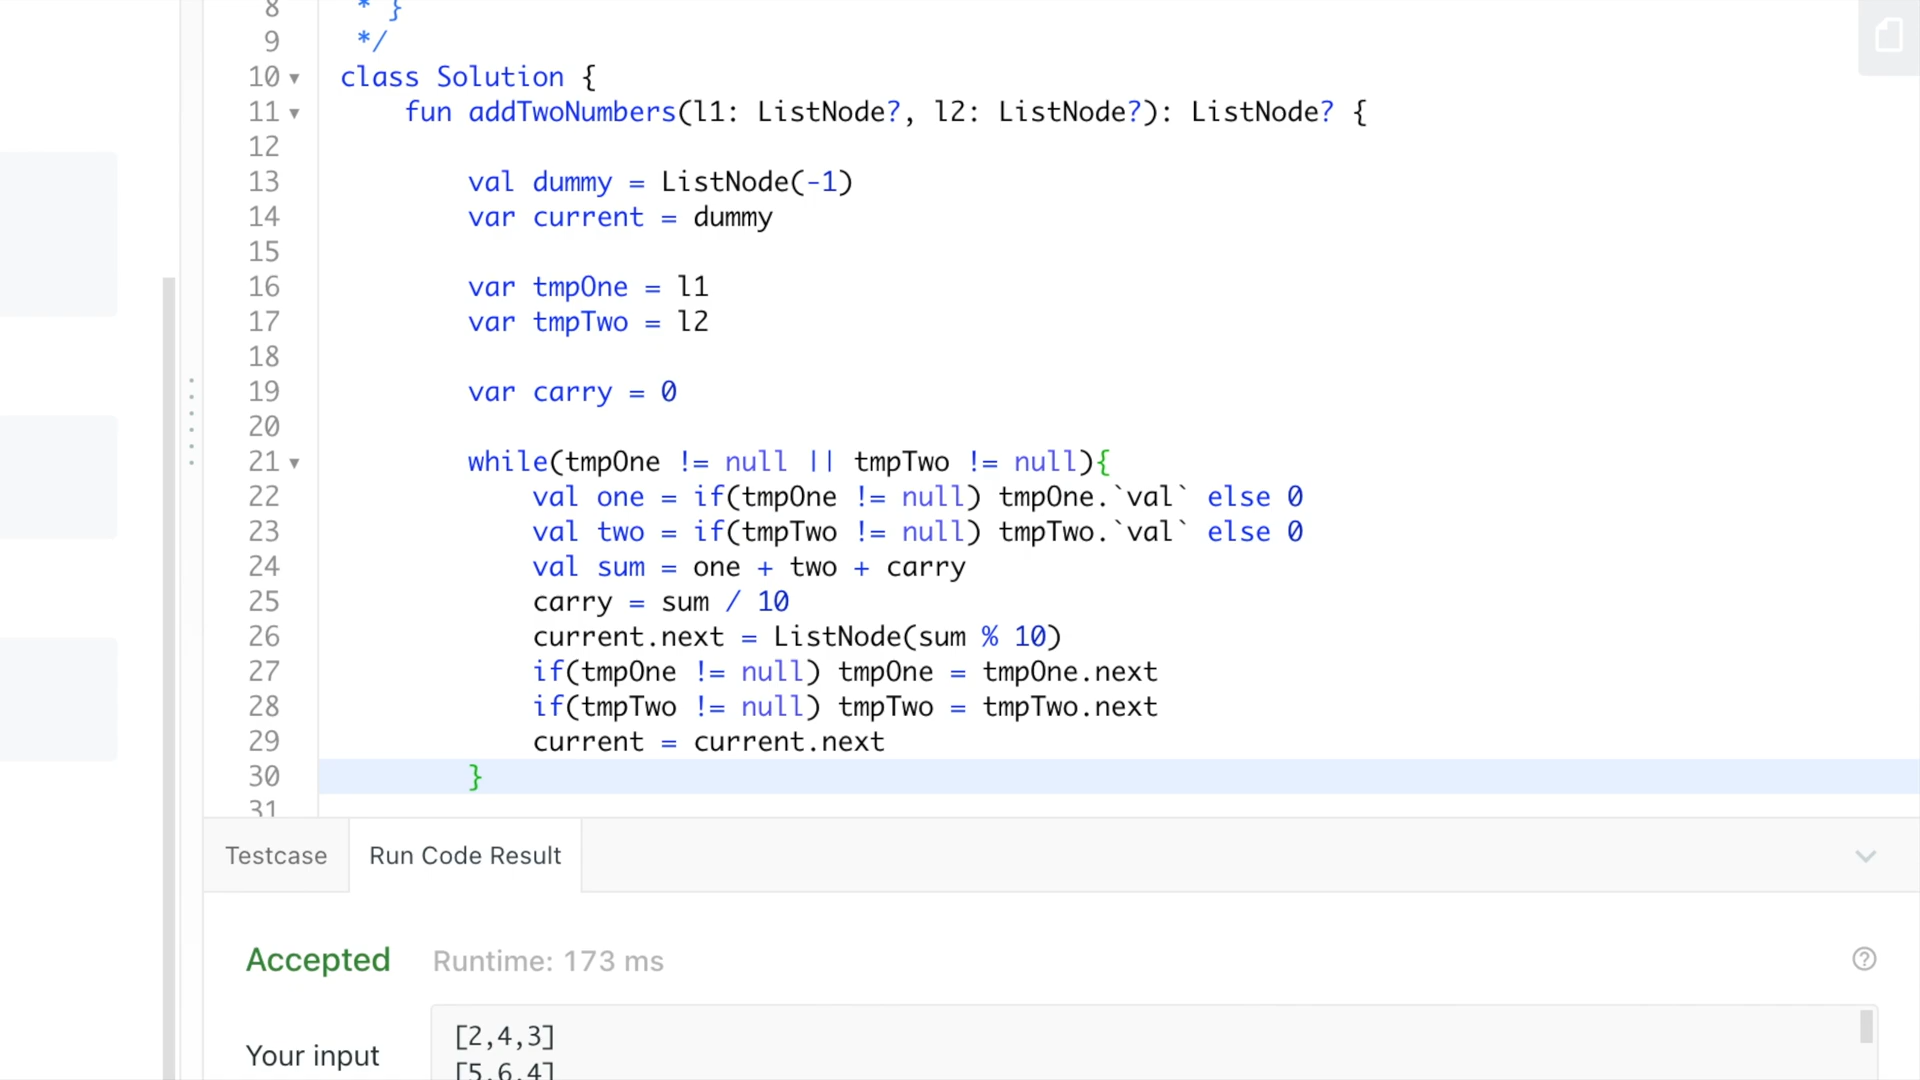 8 * }
9 */
10 class Solution {
11 fun addTwoNumbers(l1: ListNode?, l2: ListNode?): ListNode? {
12
13 val dummy = ListNode(-1)
14 var current = dummy
15
16 var tmpOne = l1
17 var tmpTwo = l2
18
19 var carry = 0
20
21 while(tmpOne != null || tmpTwo != null){
22 val one = if(tmpOne != null) tmpOne.`val` else 0
23 val two = if(tmpTwo != null) tmpTwo.`val` else 0
24 val sum = one + two + carry
25 carry = sum / 10
26 current.next = ListNode(sum % 10)
27 if(tmpOne != null) tmpOne = tmpOne.next
28 if(tmpTwo != null) tmpTwo = tmpTwo.next
29 current = current.next
30 }
31
Testcase Run Code Result
Accepted Runtime: 173 ms
Your input [2,4,3]
[5,6,4]